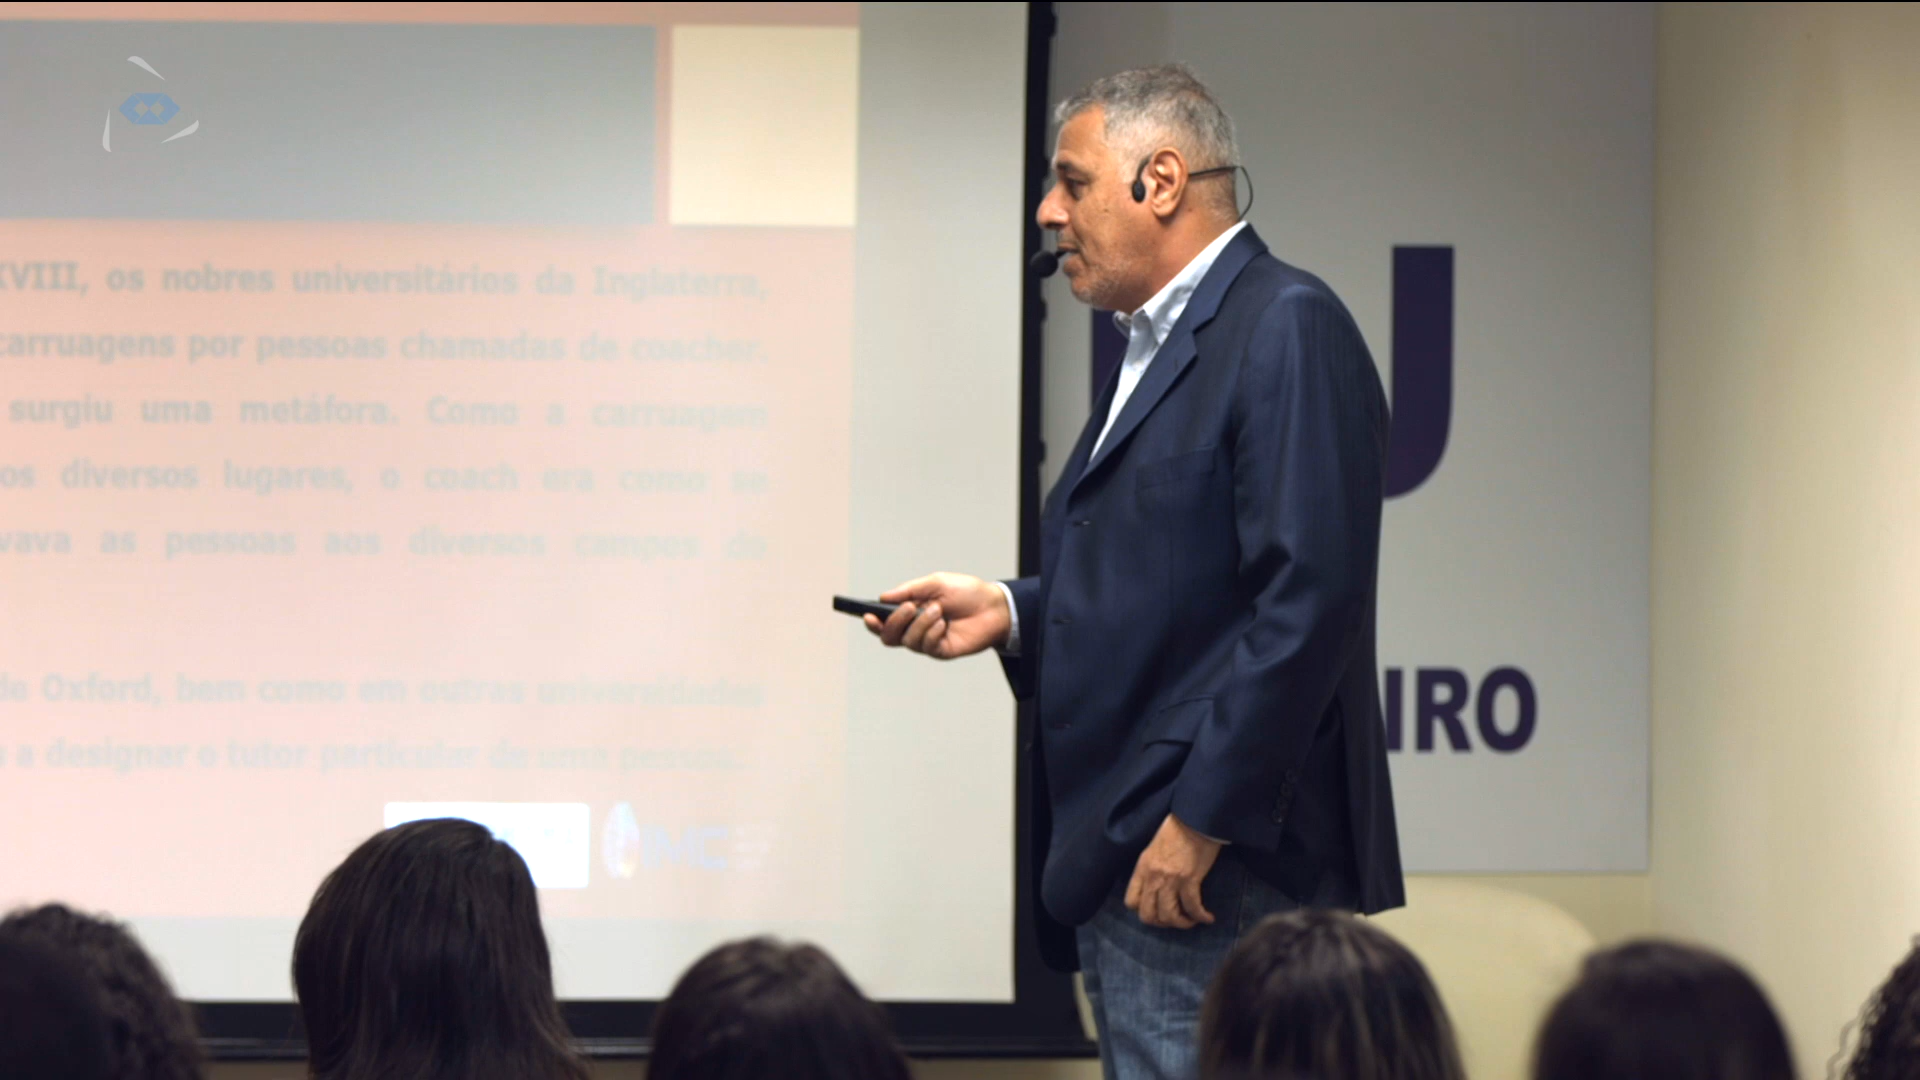 XVIII, os nobres universitários da Inglaterra,
carruagens por pessoas chamadas de coacher.
surgiu uma metáfora. Como a carruagem
os diversos lugares, o coach era como se
vava as pessoas aos diversos campos do
de Oxford, bem como em outras universidades
s a designar o tutor particular de uma pessoa.
IMC
U
IRO